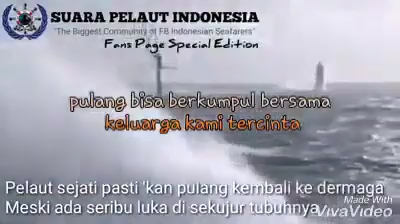 SUARA PELAUT INDONESIA
"The Biggest Community of FB Indonesian Seafarers"
Fans Page Special Edition
pulang bisa berkumpul bersama
keluarga kami tercinta
Pelaut sejati pasti 'kan pulang kembali ke dermaga
Meski ada seribu luka di sekujur tubuhnya
Made With
VivaVideo